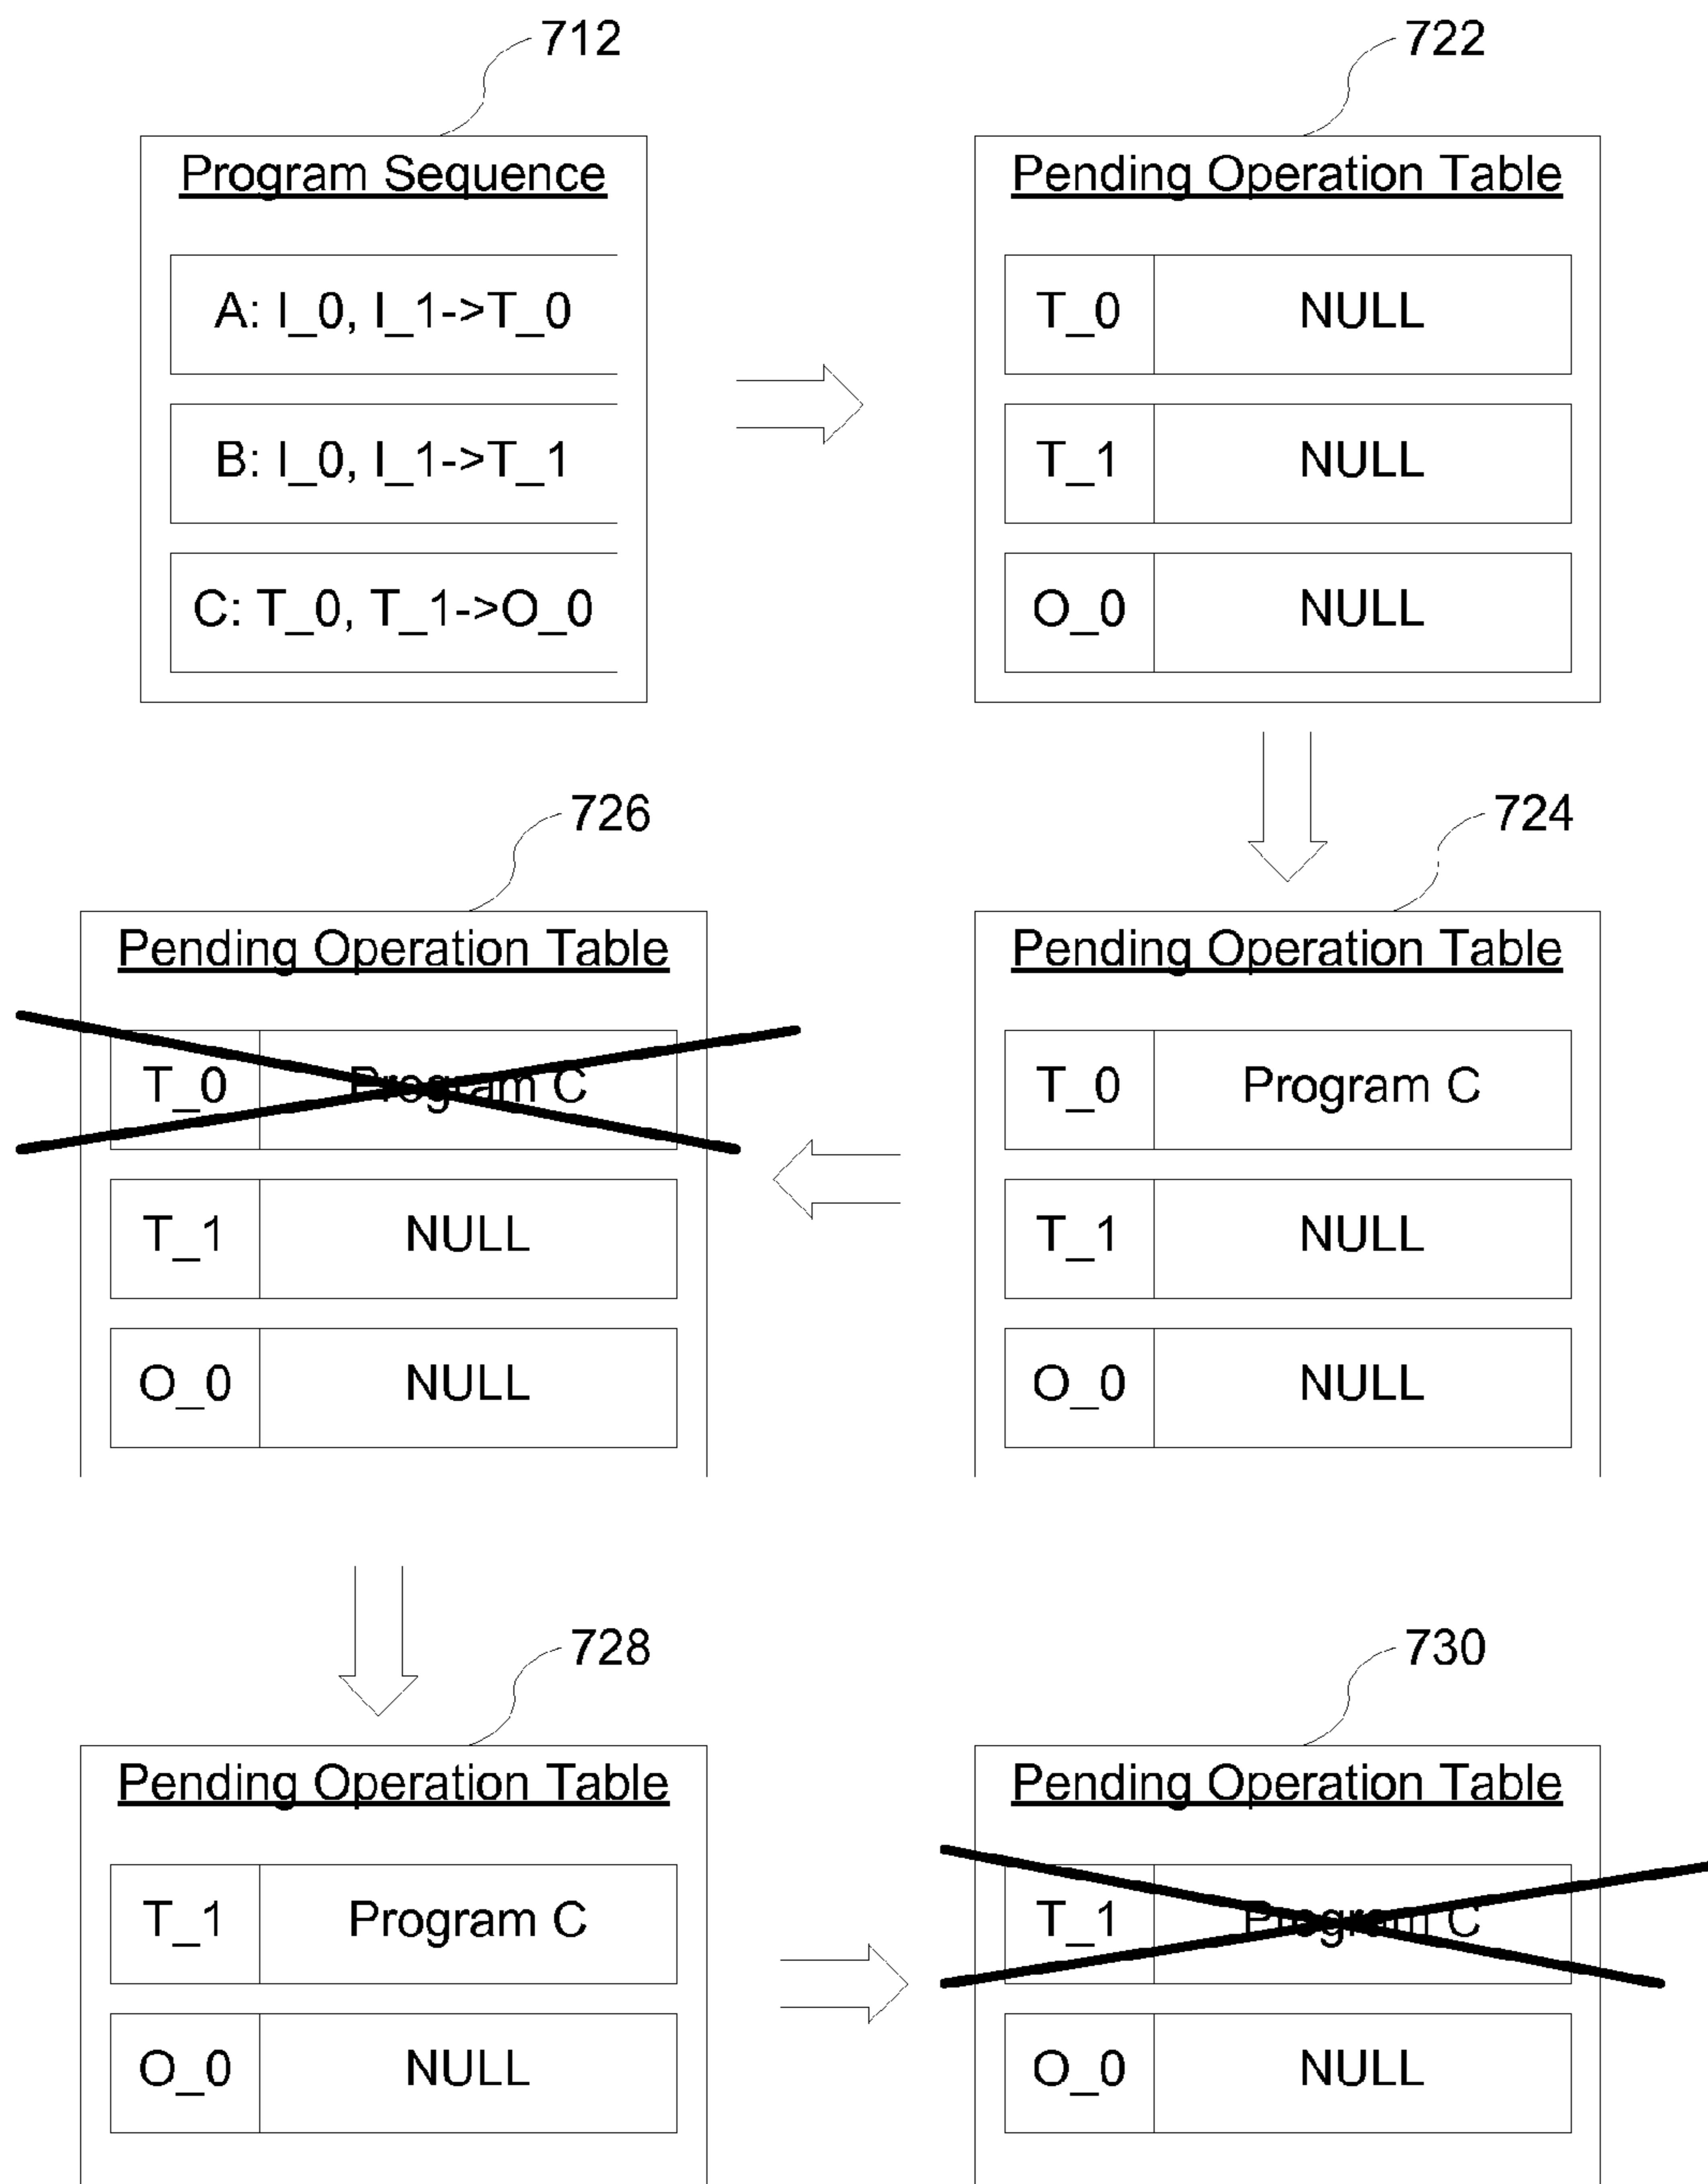 712
Program Sequence
A: I_0, I_1->T_0
B: I_0, I_1->T_1
C: T_0, T_1->O_0
722
Pending Operation Table
T_0 NULL
T_1 NULL
O_0 NULL
724
Pending Operation Table
T_0 Program C
T_1 NULL
O_0 NULL
726
Pending Operation Table
T_0 Program C
T_1 NULL
O_0 NULL
728
Pending Operation Table
T_1 Program C
O_0 NULL
730
Pending Operation Table
T_1 Program C
O_0 NULL